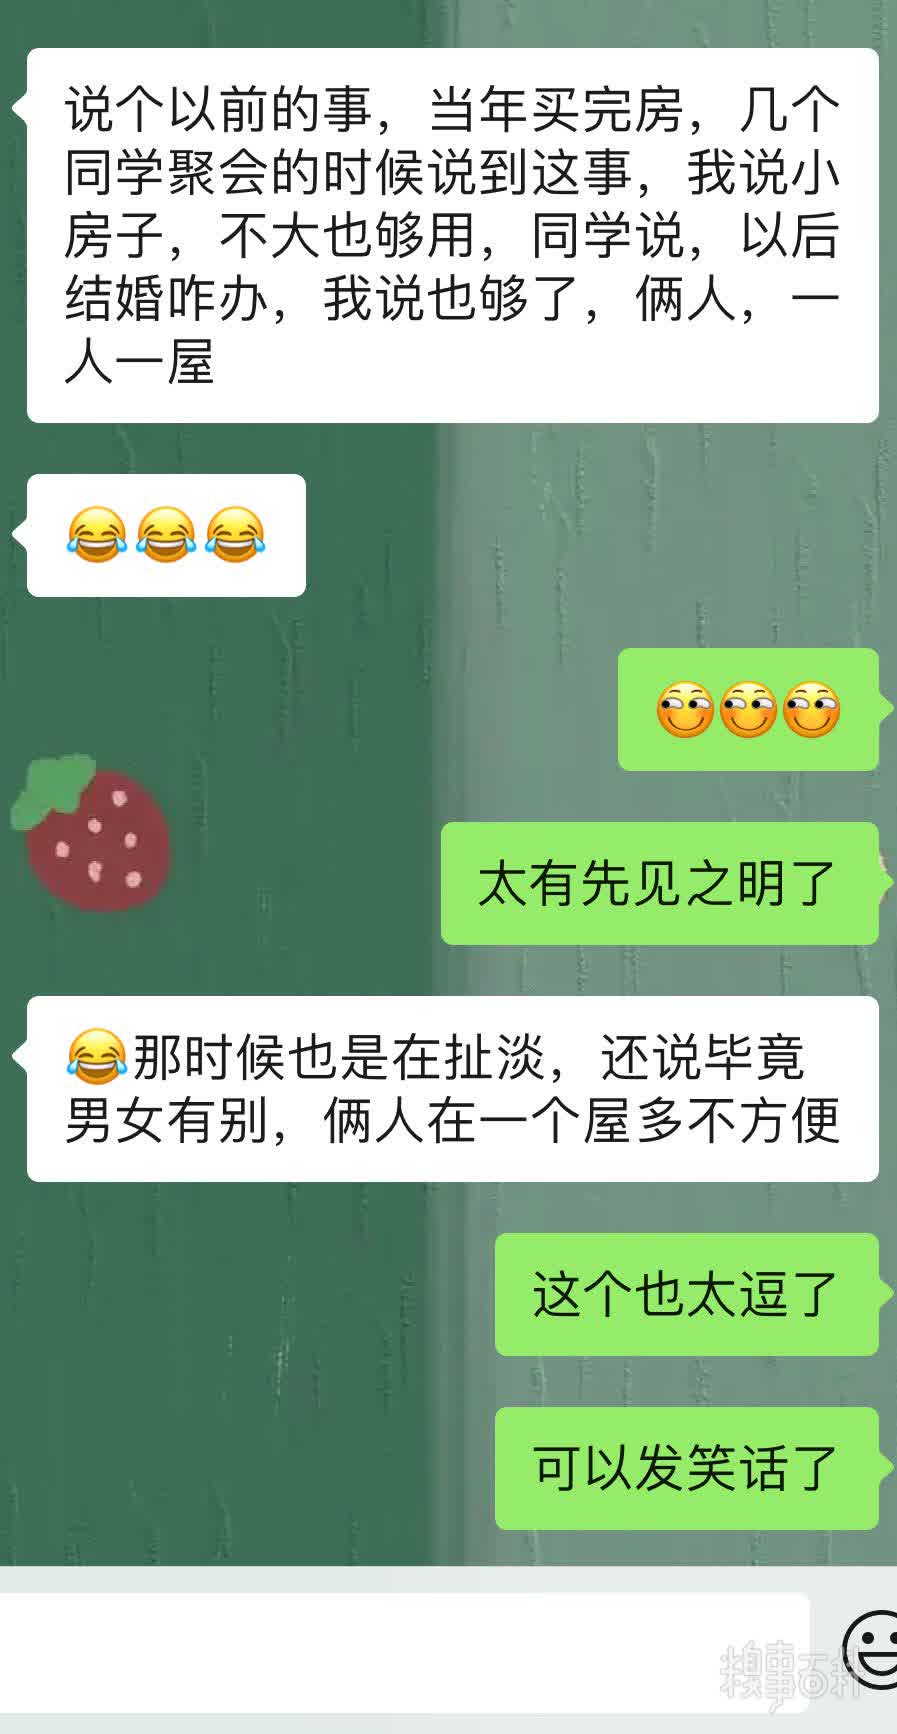 说个以前的事，当年买完房，几个
同学聚会的时候说到这事，我说小
房子，不大也够用，同学说，以后
结婚咋办，我说也够了，俩人，一
人一屋
😂😂😂
太有先见之明了
😂那时候也是在扯淡，还说毕竟
男女有别，俩人在一个屋多不方便
这个也太逗了
可以发笑话了
糗事百科